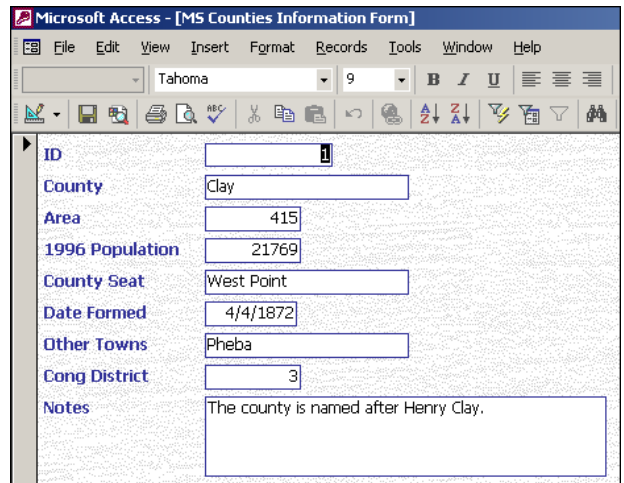 Microsoft Access - [MS Counties Information Form]
File Edit View Insert Format Records Tools Window Help
Tahoma 9 B I U
ABC A Z Z A
ID 1
County Clay
Area 415
1996 Population 21769
County Seat West Point
Date Formed 4/4/1872
Other Towns Pheba
Cong District 3
Notes The county is named after Henry Clay.